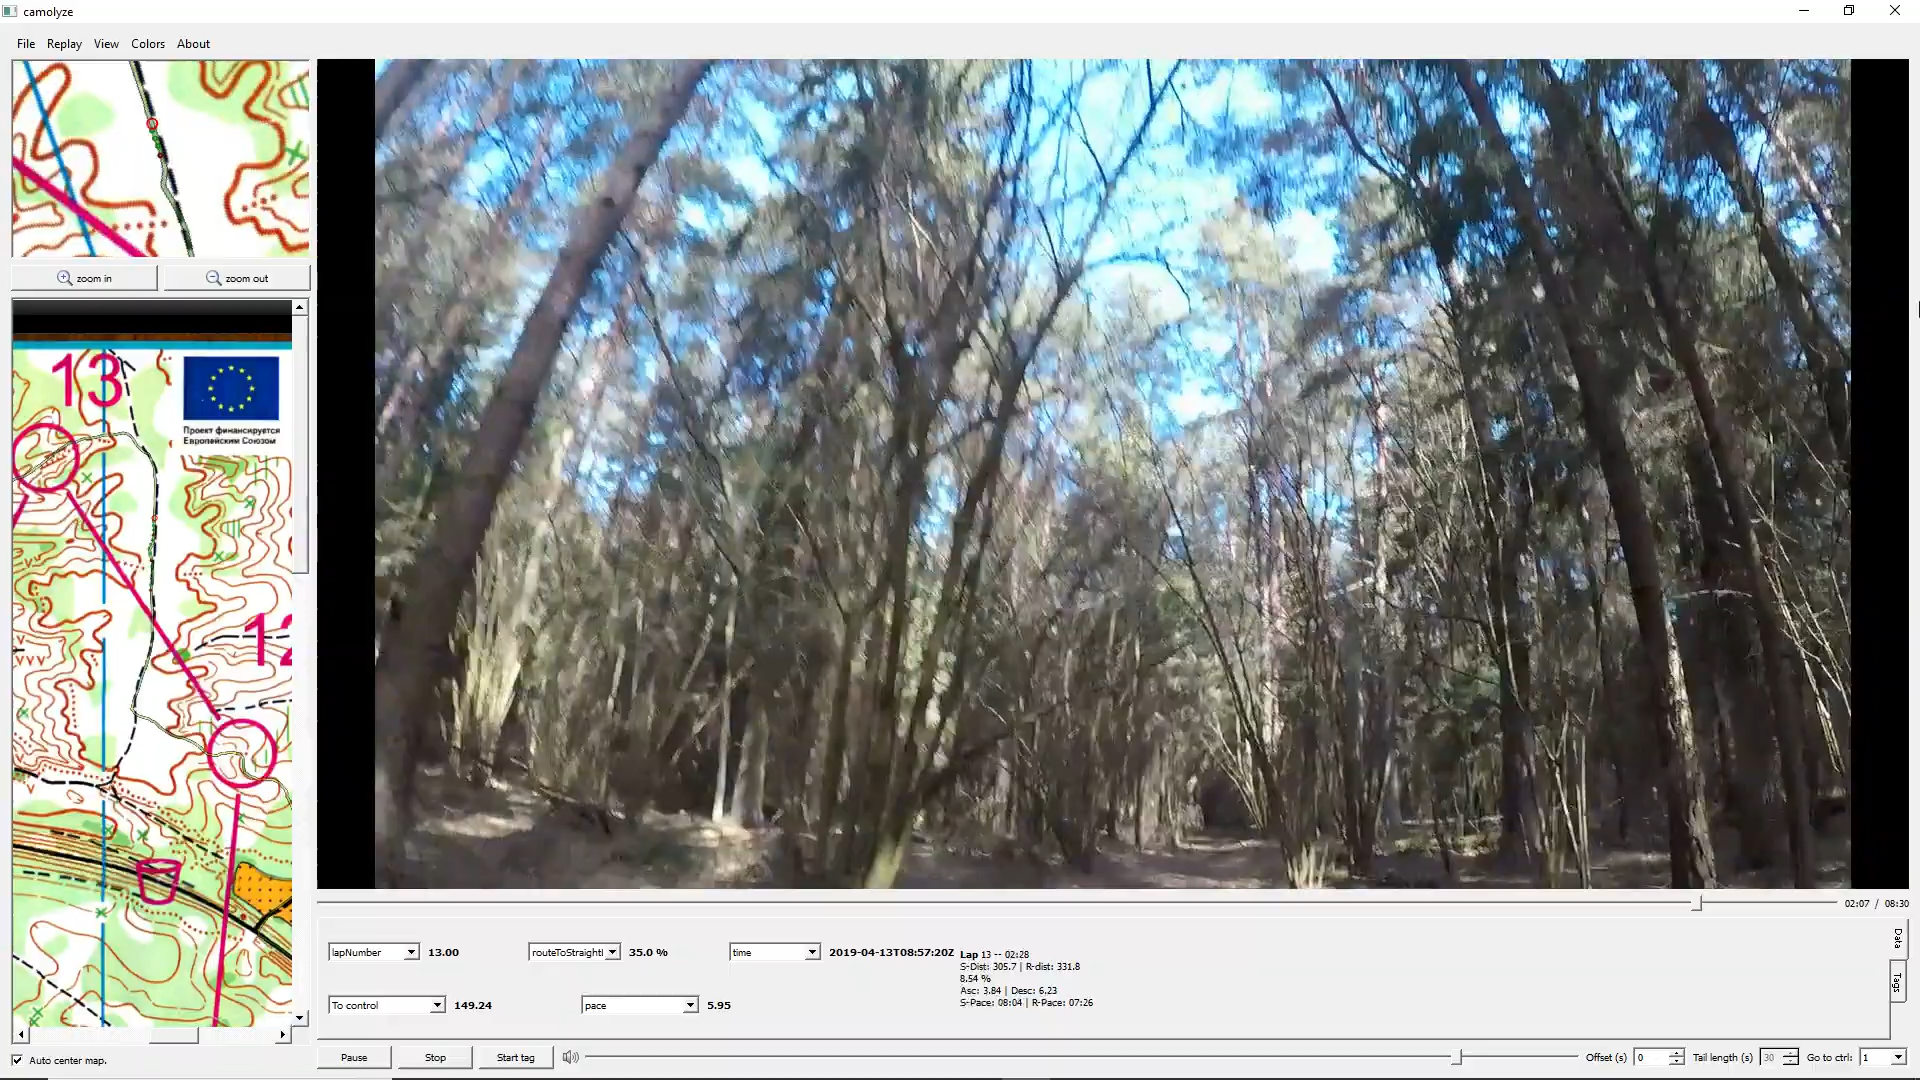 camolyze
File Replay View Colors About
zoom in zoom out
13
Проект финансируется
Европейским Союзом
12
02:07 / 08:30
lapNumber 13.00 routeToStraightl 35.0 % time 2019-04-13T08:57:20Z
To control 149.24 pace 5.95
Lap 13 -- 02:28
S-Dist: 305.7 | R-dist: 331.8
8.54 %
Asc: 3.84 | Desc: 6.23
S-Pace: 08:04 | R-Pace: 07:26
Data
Tags
Auto center map.
Pause Stop Start tag Offset (s) 0 Tail length (s) 30 Go to ctrl: 1